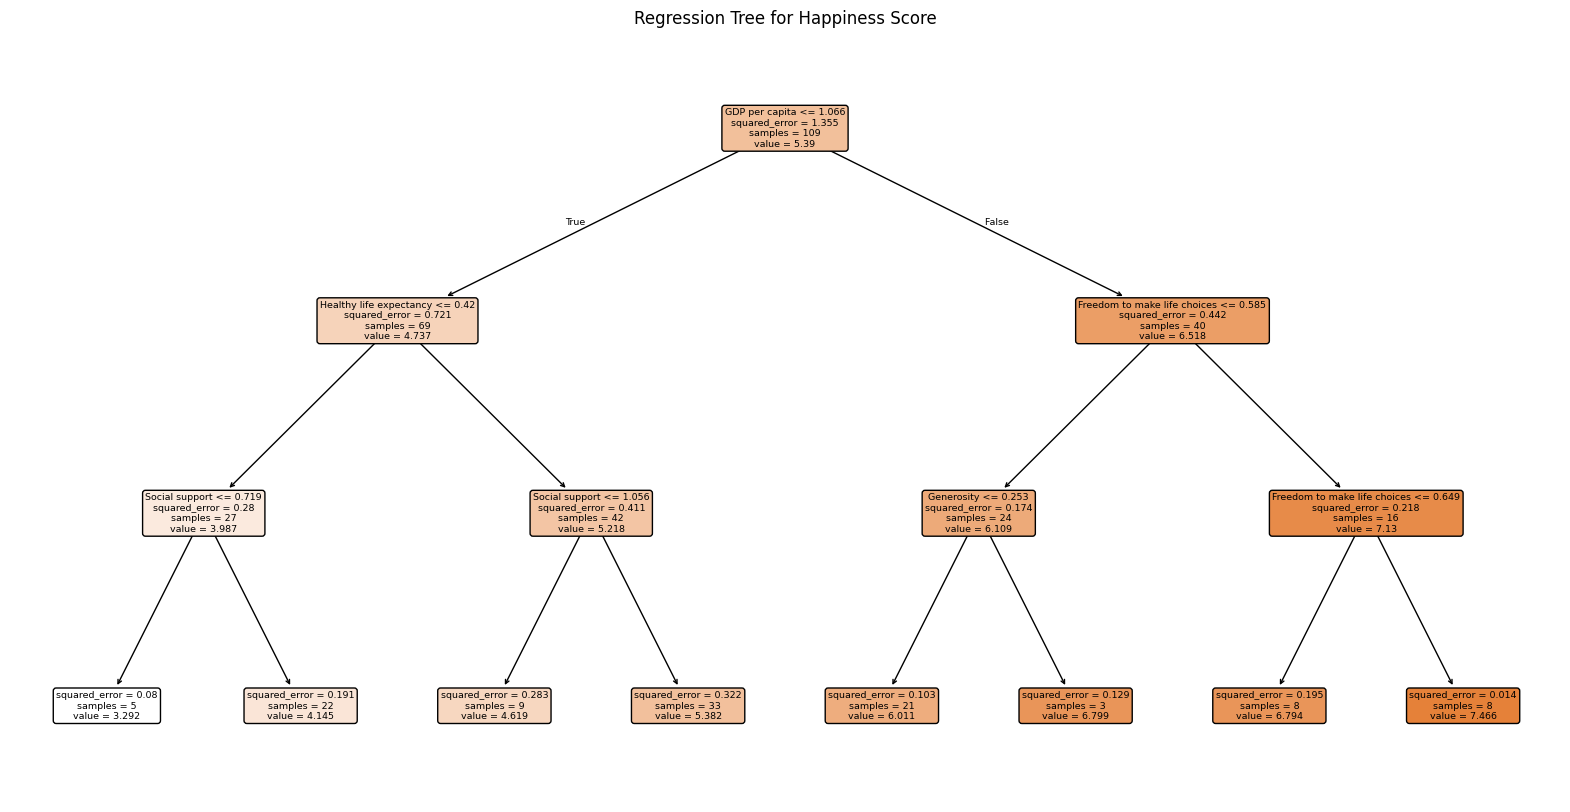 Regression Tree for Happiness Score
GDP per capita <= 1.066
squared_error = 1.355
samples = 109
value = 5.39
True
False
Healthy life expectancy <= 0.42
squared_error = 0.721
samples = 69
value = 4.737
Freedom to make life choices <= 0.585
squared_error = 0.442
samples = 40
value = 6.518
Social support <= 0.719
squared_error = 0.28
samples = 27
value = 3.987
Social support <= 1.056
squared_error = 0.411
samples = 42
value = 5.218
Generosity <= 0.253
squared_error = 0.174
samples = 24
value = 6.109
Freedom to make life choices <= 0.649
squared_error = 0.218
samples = 16
value = 7.13
squared_error = 0.08
samples = 5
value = 3.292
squared_error = 0.191
samples = 22
value = 4.145
squared_error = 0.283
samples = 9
value = 4.619
squared_error = 0.322
samples = 33
value = 5.382
squared_error = 0.103
samples = 21
value = 6.011
squared_error = 0.129
samples = 3
value = 6.799
squared_error = 0.195
samples = 8
value = 6.794
squared_error = 0.014
samples = 8
value = 7.466